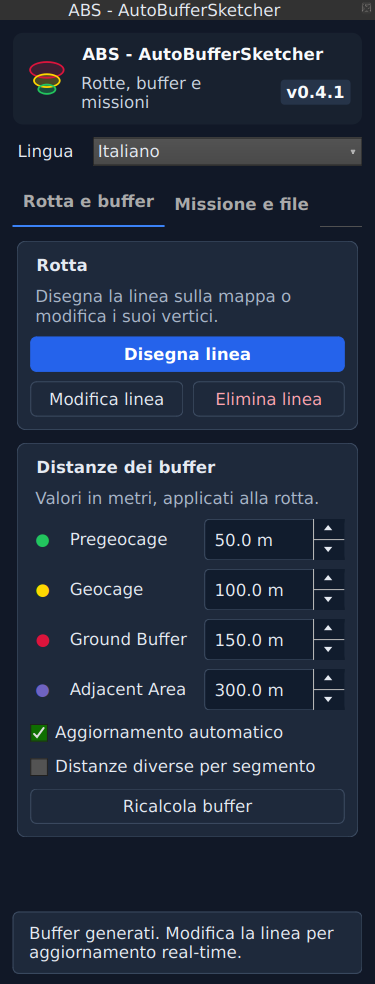 ABS - AutoBufferSketcher
ABS - AutoBufferSketcher
Rotte, buffer e
missioni
v0.4.1
Lingua
Italiano
Rotta e buffer
Missione e file
Rotta
Disegna la linea sulla mappa o
modifica i suoi vertici.
Disegna linea
Modifica linea
Elimina linea
Distanze dei buffer
Valori in metri, applicati alla rotta.
Pregeocage
50.0 m
Geocage
100.0 m
Ground Buffer
150.0 m
Adjacent Area
300.0 m
Aggiornamento automatico
Distanze diverse per segmento
Ricalcola buffer
Buffer generati. Modifica la linea per
aggiornamento real-time.